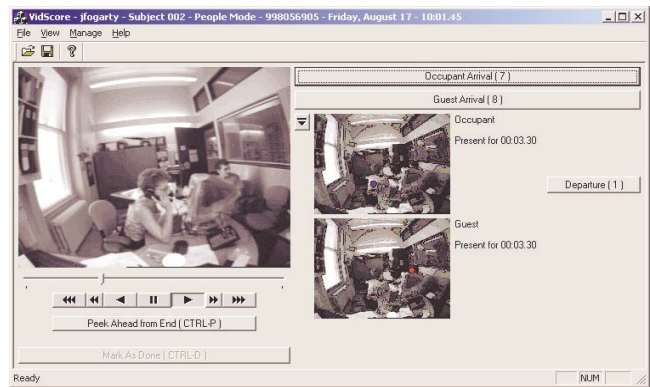 VidScore - jfogarty - Subject 002 - People Mode - 998056905 - Friday, August 17 - 10:01.45
File View Manage Help
Occupant Arrival ( 7 )
Guest Arrival ( 8 )
Occupant
Present for 00:03.30
Departure ( 1 )
Guest
Present for 00:03.30
Peek Ahead from End ( CTRL-P )
Mark As Done ( CTRL-D )
Ready
NUM